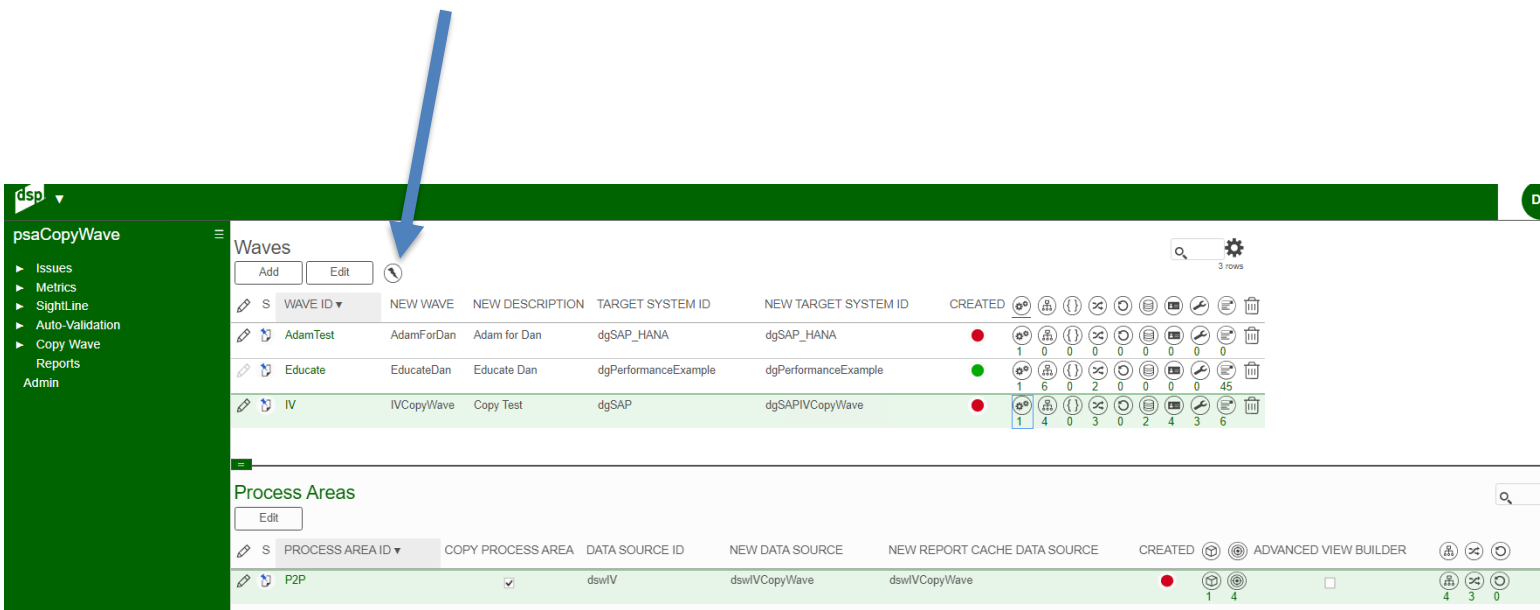 dsp ▼
D
psaCopyWave
► Issues
► Metrics
► SightLine
► Auto-Validation
► Copy Wave
Reports
Admin
Waves
Add Edit
3 rows
S WAVE ID ▼ NEW WAVE NEW DESCRIPTION TARGET SYSTEM ID NEW TARGET SYSTEM ID CREATED
AdamTest AdamForDan Adam for Dan dgSAP_HANA dgSAP_HANA
1 0 0 0 0 0 0 0 0
Educate EducateDan Educate Dan dgPerformanceExample dgPerformanceExample
1 6 0 2 0 0 0 0 45
IV IVCopyWave Copy Test dgSAP dgSAPIVCopyWave
1 4 0 3 0 2 4 3 6
Process Areas
Edit
S PROCESS AREA ID ▼ COPY PROCESS AREA DATA SOURCE ID NEW DATA SOURCE NEW REPORT CACHE DATA SOURCE CREATED ADVANCED VIEW BUILDER
P2P dswIV dswIVCopyWave dswIVCopyWave
1 4 4 3 0